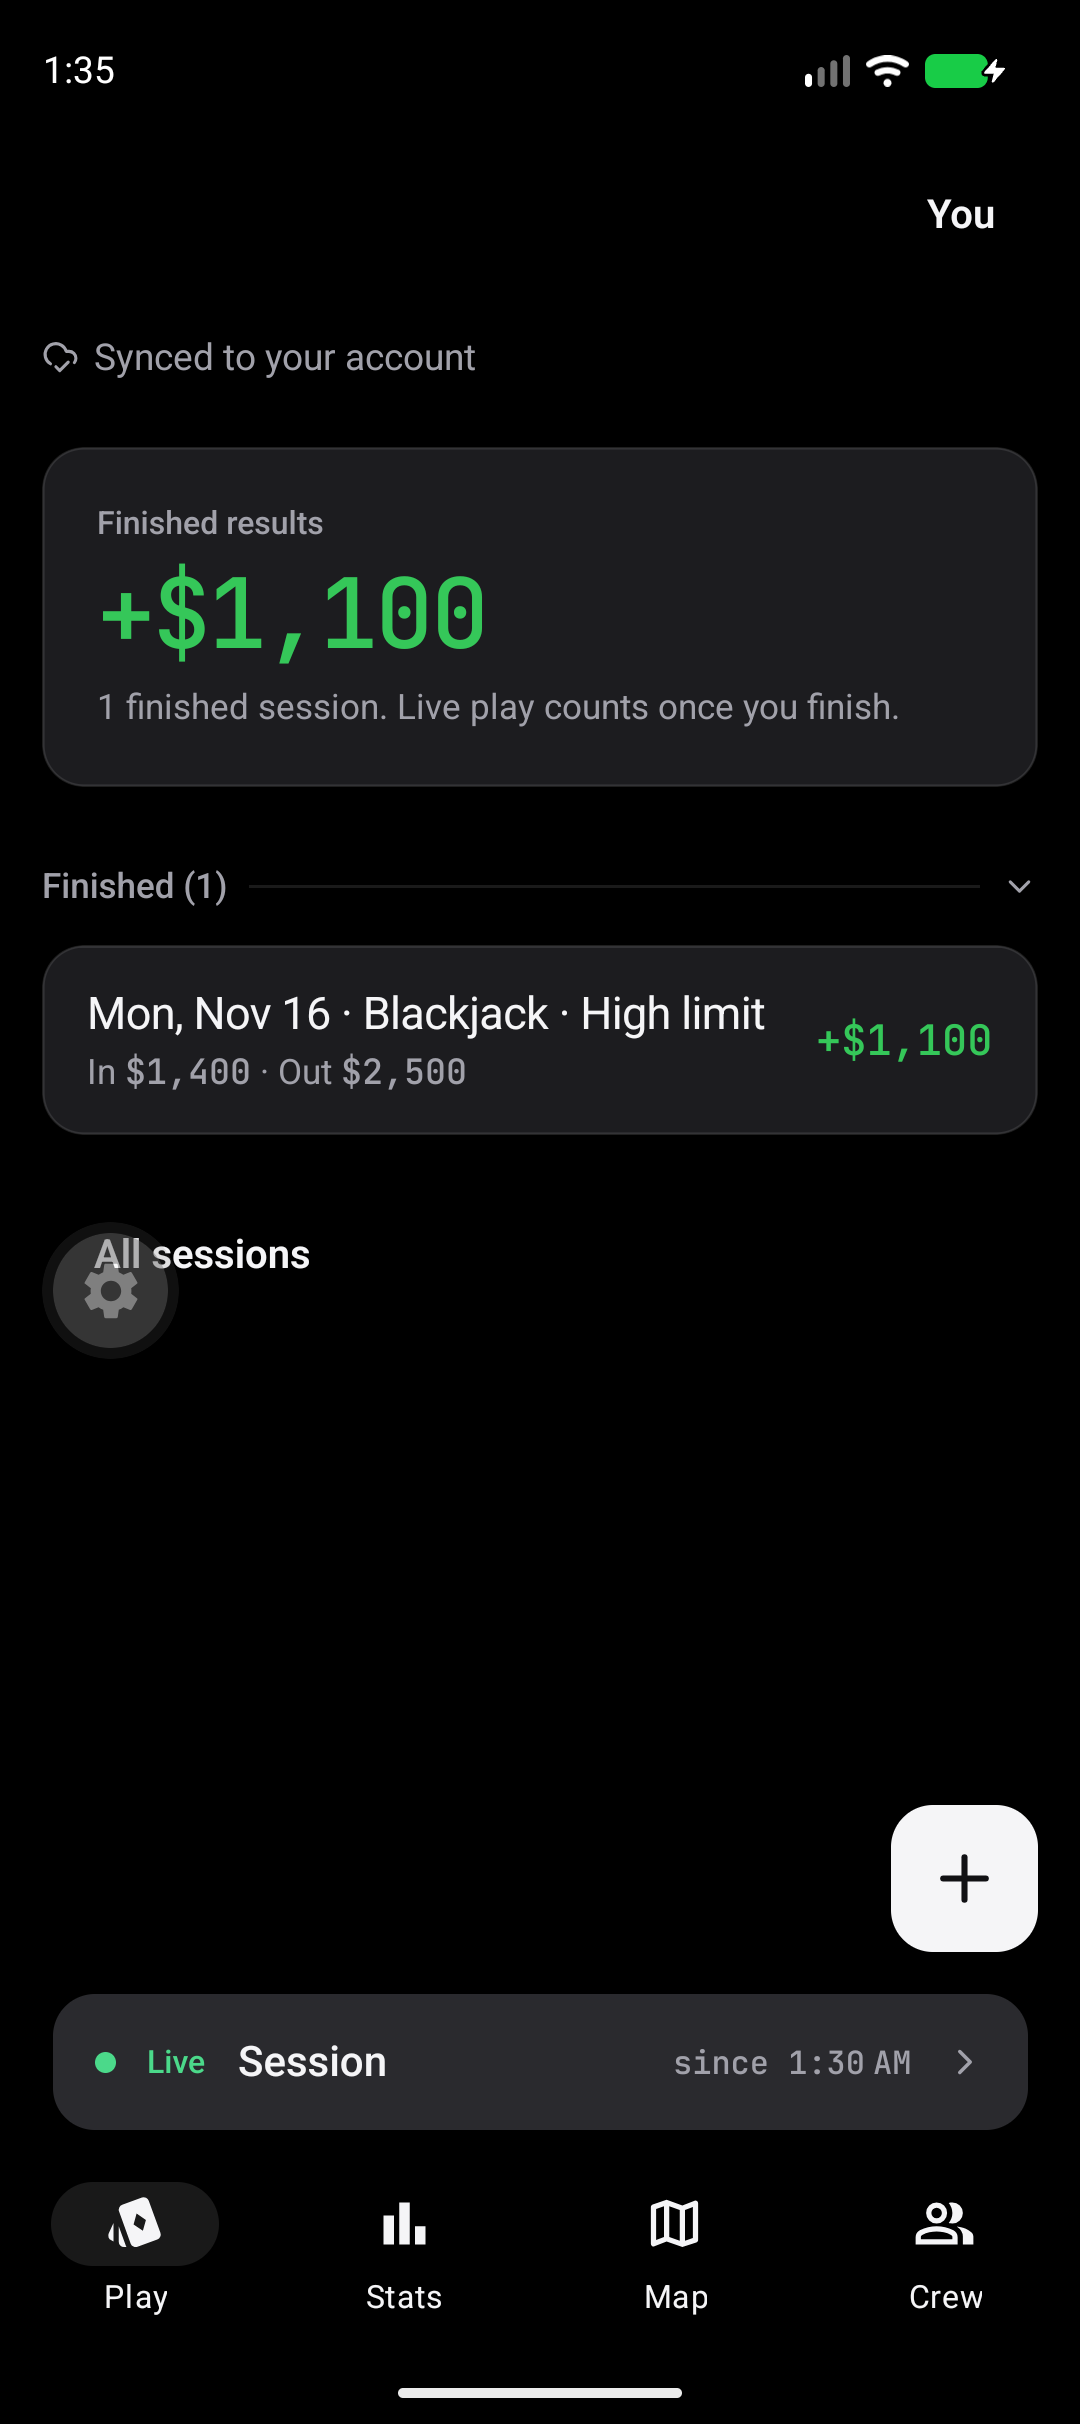 1:35
You
Synced to your account
Finished results
+$1,100
1 finished session. Live play counts once you finish.
Finished (1)
Mon, Nov 16 · Blackjack · High limit
In $1,400 · Out $2,500
+$1,100
All sessions
Live Session since 1:30 AM
Play Stats Map Crew